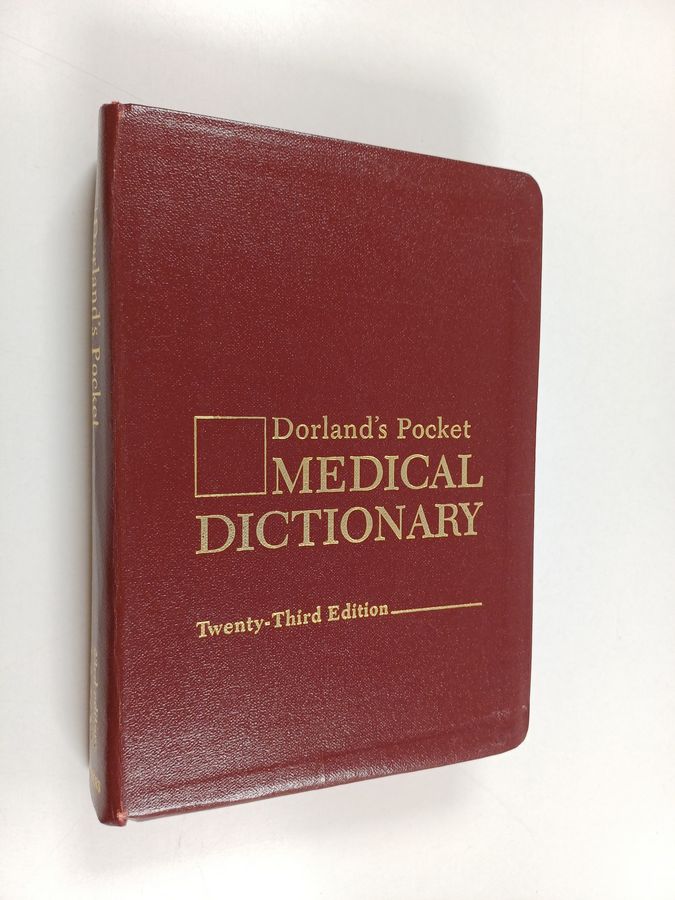 Dorland's Pocket
MEDICAL
DICTIONARY
Twenty-Third Edition
Dorland's Pocket